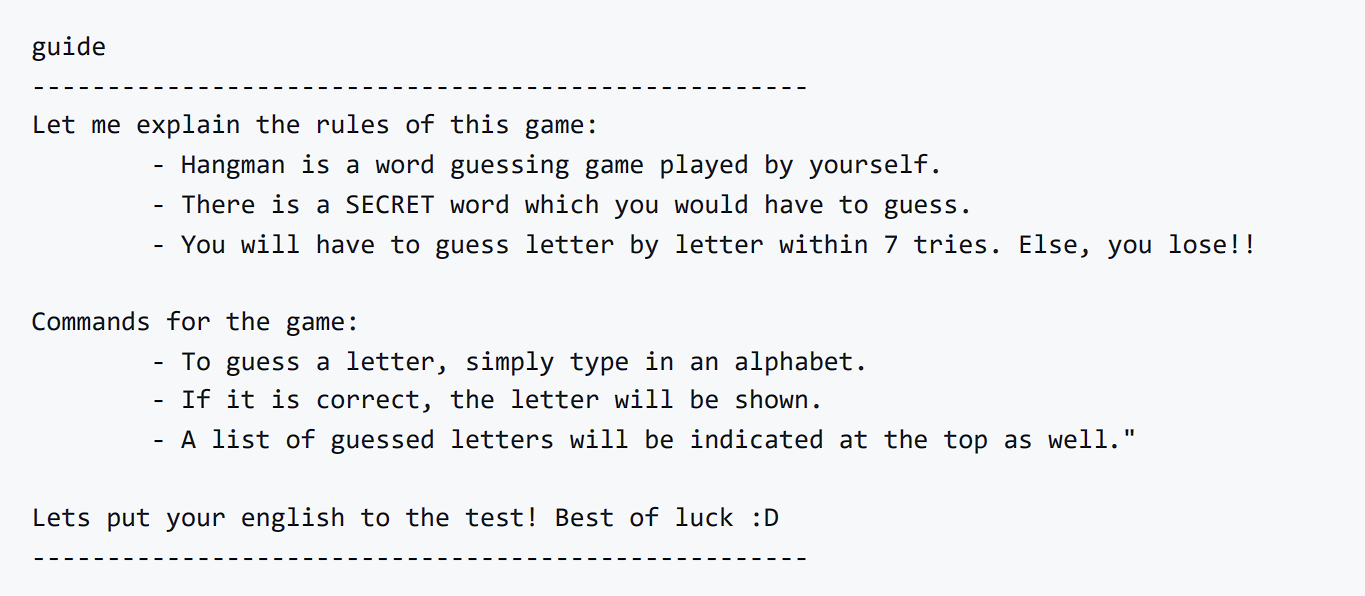 guide
----------------------------------------------------
Let me explain the rules of this game:
- Hangman is a word guessing game played by yourself.
- There is a SECRET word which you would have to guess.
- You will have to guess letter by letter within 7 tries. Else, you lose!!
Commands for the game:
- To guess a letter, simply type in an alphabet.
- If it is correct, the letter will be shown.
- A list of guessed letters will be indicated at the top as well."
Lets put your english to the test! Best of luck :D
----------------------------------------------------